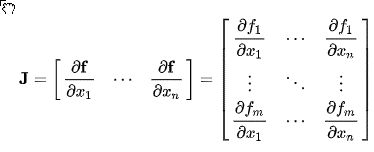 J = [ ∂f/∂x₁ ⋯ ∂f/∂xₙ ] = [ ∂f₁/∂x₁ ⋯ ∂f₁/∂xₙ
⋮ ⋱ ⋮
∂fₘ/∂x₁ ⋯ ∂fₘ/∂xₙ ]